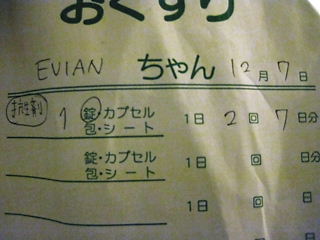 おくすり
EVIAN ちゃん 12月7日
抗生剤 1 錠・カプセル 1日 2 回 7 日分
包・シート
錠・カプセル 1日 回 日分
包・シート
1日 回 日